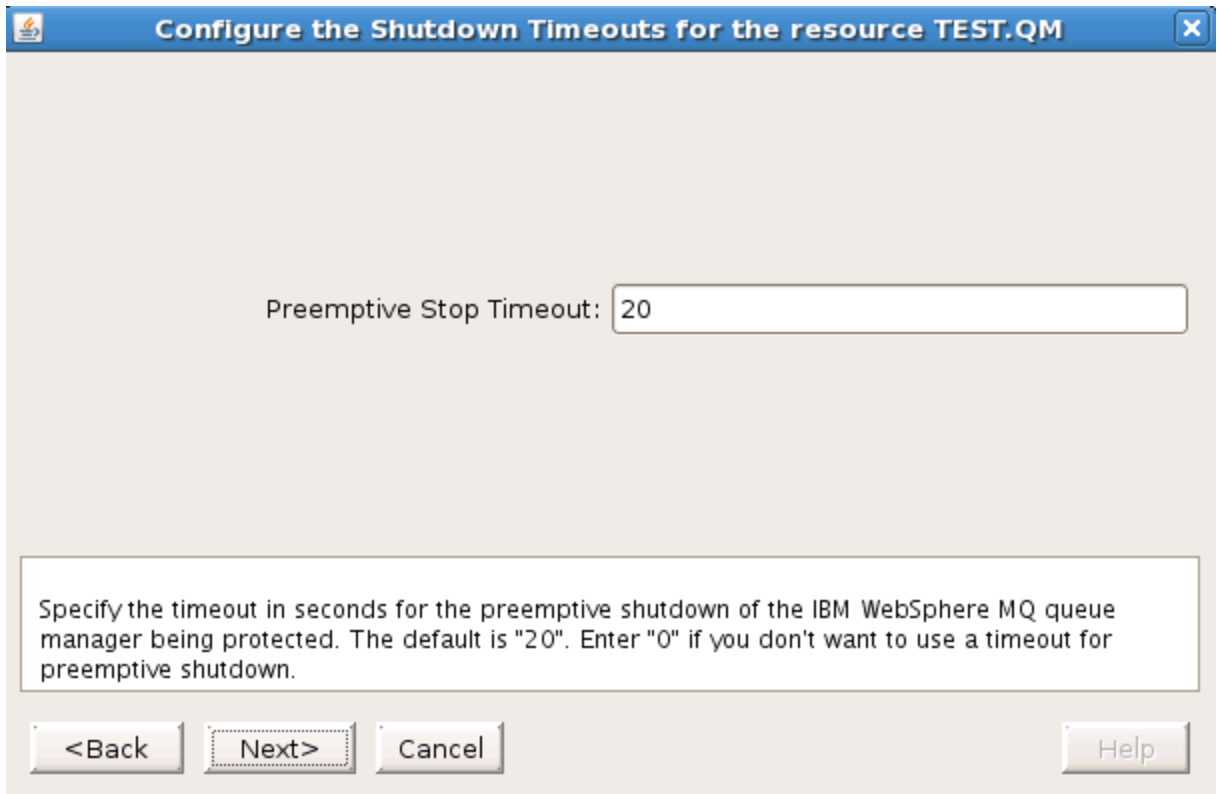 Configure the Shutdown Timeouts for the resource TEST.QM
Preemptive Stop Timeout: 20
Specify the timeout in seconds for the preemptive shutdown of the IBM WebSphere MQ queue
manager being protected. The default is "20". Enter "0" if you don't want to use a timeout for
preemptive shutdown.
<Back Next> Cancel Help